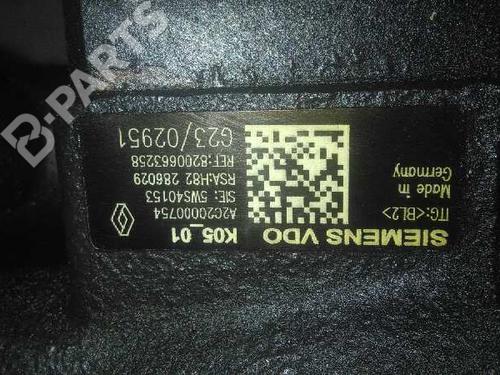 B-PARTS
SIEMENS VDO
K05_01
A2C20000754
SIE: 5WS40153
RSA:H82 286029
REF:8200663258
G23/02951
ITG:<BL2>
Made in
Germany